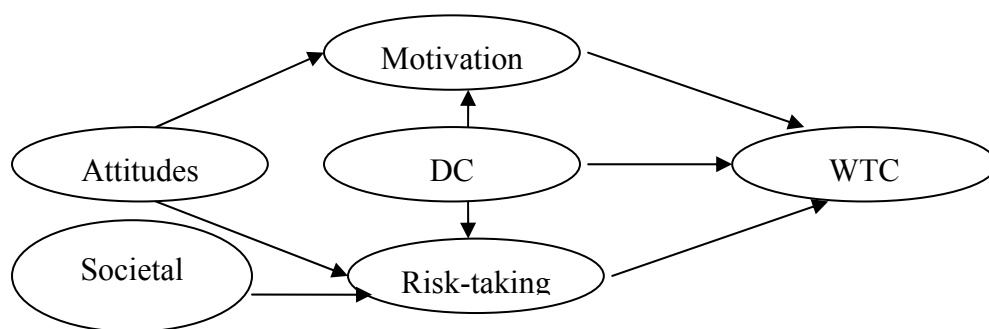 Motivation
Attitudes
DC
WTC
Societal
Risk-taking